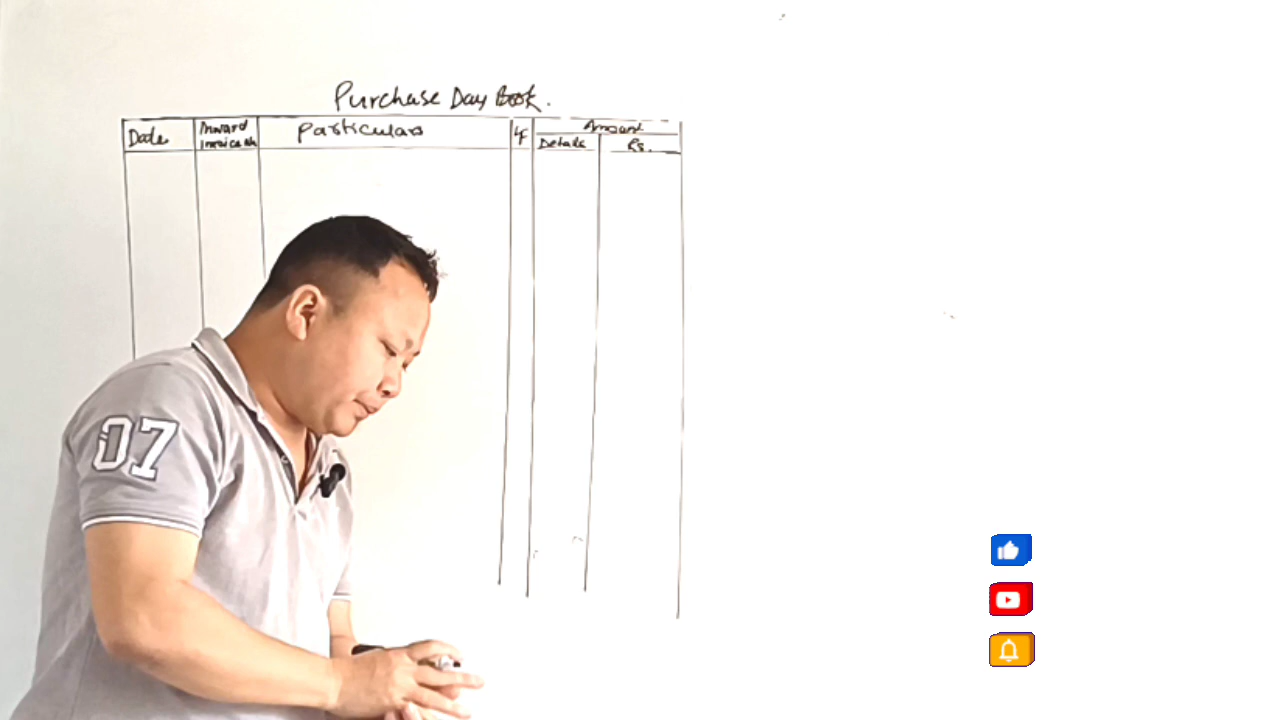 Purchase Day Book.
Date
Inward
Invoice No
Particulars
LF
Amount
Details
Rs.
07